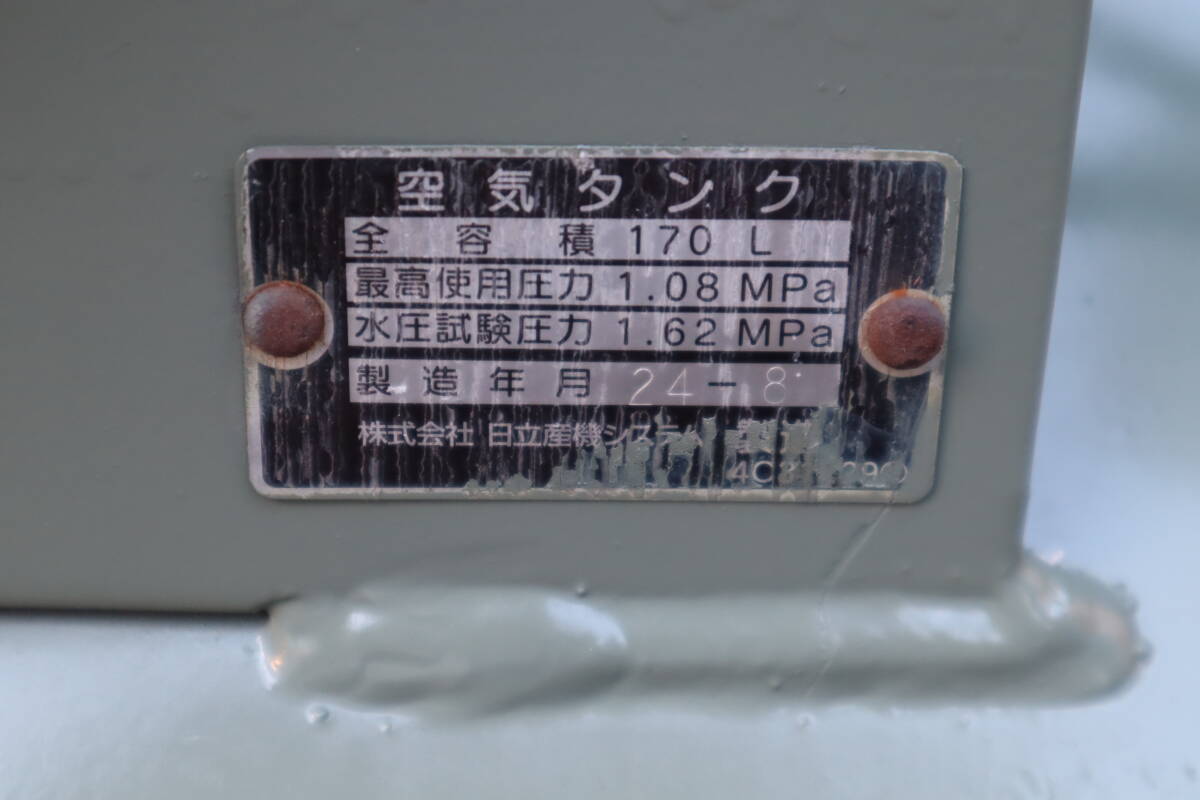 空気タンク
全容積 170 L
最高使用圧力 1.08 MPa
水圧試験圧力 1.62 MPa
製造年月 24-8
株式会社 日立産機システム